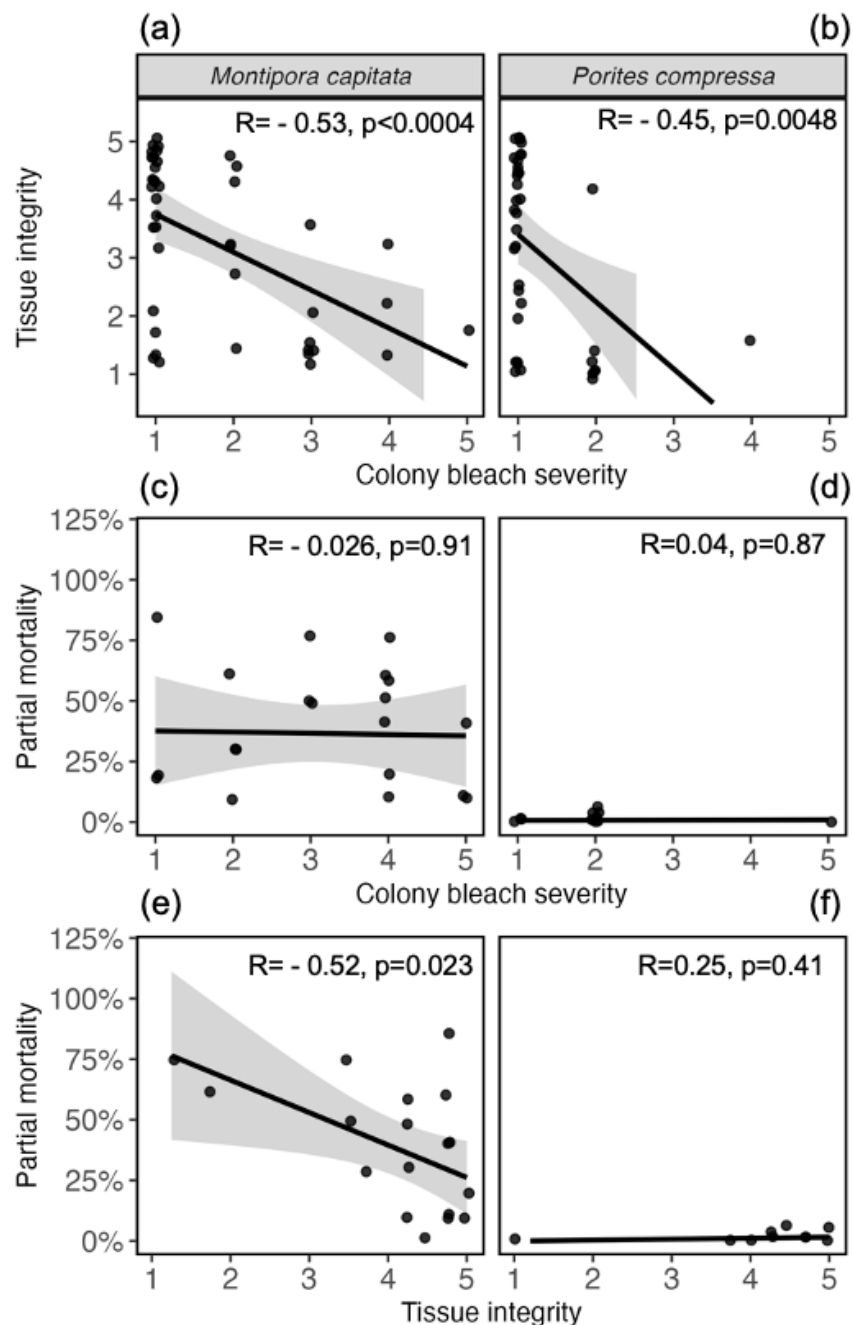 (a) (b)
Montipora capitata Porites compressa
R= - 0.53, p<0.0004 R= - 0.45, p=0.0048
Tissue integrity
5
4
3
2
1
1 2 3 4 5 1 2 3 4 5
Colony bleach severity
(c) (d)
R= - 0.026, p=0.91 R=0.04, p=0.87
Partial mortality
125%
100%
75%
50%
25%
0%
1 2 3 4 5 1 2 3 4 5
Colony bleach severity
(e) (f)
R= - 0.52, p=0.023 R=0.25, p=0.41
Partial mortality
125%
100%
75%
50%
25%
0%
1 2 3 4 5 1 2 3 4 5
Tissue integrity